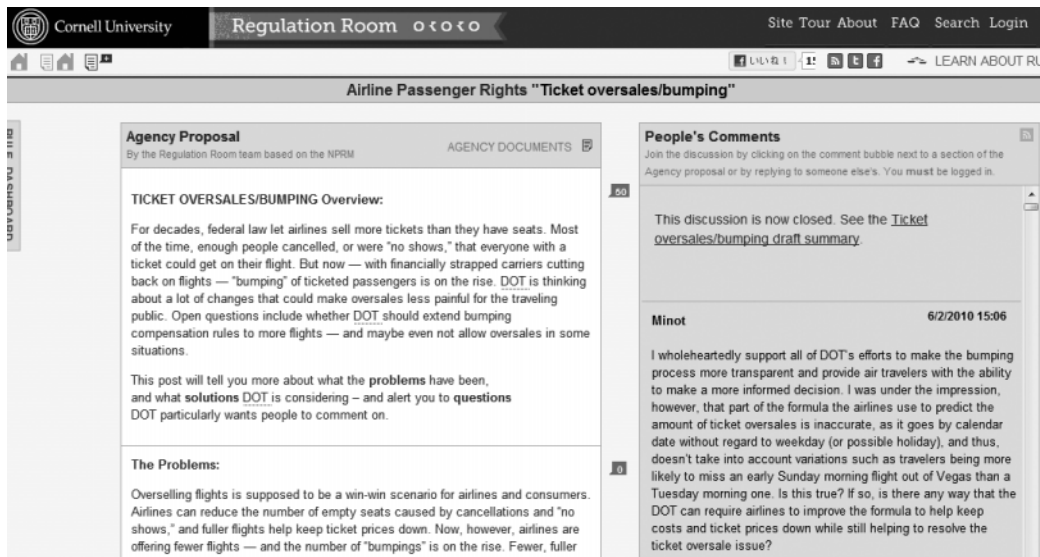 Cornell University
Regulation Room
Site Tour About FAQ Search Login
いいね!
LEARN ABOUT RU
Airline Passenger Rights "Ticket oversales/bumping"
RULE DASHBOARD
Agency Proposal
AGENCY DOCUMENTS
By the Regulation Room team based on the NPRM
50
TICKET OVERSALES/BUMPING Overview:
For decades, federal law let airlines sell more tickets than they have seats. Most
of the time, enough people cancelled, or were "no shows," that everyone with a
ticket could get on their flight. But now — with financially strapped carriers cutting
back on flights — "bumping" of ticketed passengers is on the rise. DOT is thinking
about a lot of changes that could make oversales less painful for the traveling
public. Open questions include whether DOT should extend bumping
compensation rules to more flights — and maybe even not allow oversales in some
situations.
This post will tell you more about what the problems have been,
and what solutions DOT is considering – and alert you to questions
DOT particularly wants people to comment on.
0
The Problems:
Overselling flights is supposed to be a win-win scenario for airlines and consumers.
Airlines can reduce the number of empty seats caused by cancellations and "no
shows," and fuller flights help keep ticket prices down. Now, however, airlines are
offering fewer flights — and the number of "bumpings" is on the rise. Fewer, fuller
People's Comments
Join the discussion by clicking on the comment bubble next to a section of the
Agency proposal or by replying to someone else's. You must be logged in.
This discussion is now closed. See the Ticket
oversales/bumping draft summary.
Minot
6/2/2010 15:06
I wholeheartedly support all of DOT's efforts to make the bumping
process more transparent and provide air travelers with the ability
to make a more informed decision. I was under the impression,
however, that part of the formula the airlines use to predict the
amount of ticket oversales is inaccurate, as it goes by calendar
date without regard to weekday (or possible holiday), and thus,
doesn't take into account variations such as travelers being more
likely to miss an early Sunday morning flight out of Vegas than a
Tuesday morning one. Is this true? If so, is there any way that the
DOT can require airlines to improve the formula to help keep
costs and ticket prices down while still helping to resolve the
ticket oversale issue?